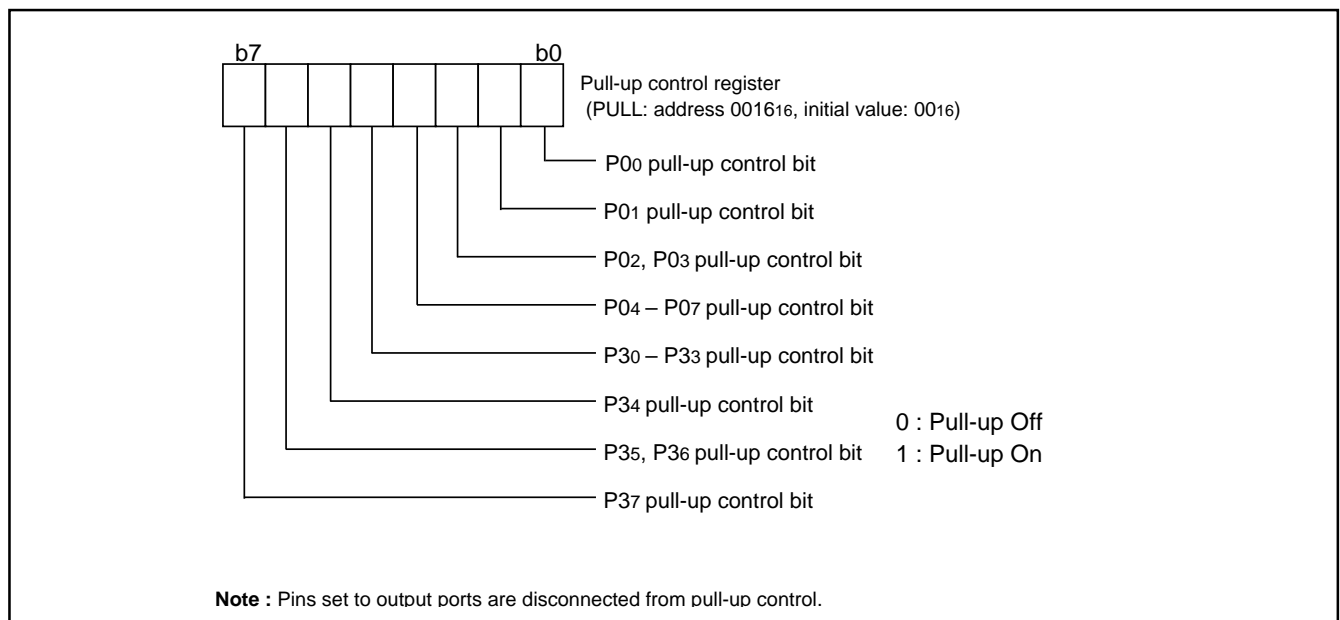 b7 b0
Pull-up control register
(PULL: address 001616, initial value: 0016)
P00 pull-up control bit
P01 pull-up control bit
P02, P03 pull-up control bit
P04 – P07 pull-up control bit
P30 – P33 pull-up control bit
P34 pull-up control bit
0 : Pull-up Off
P35, P36 pull-up control bit
1 : Pull-up On
P37 pull-up control bit
Note : Pins set to output ports are disconnected from pull-up control.